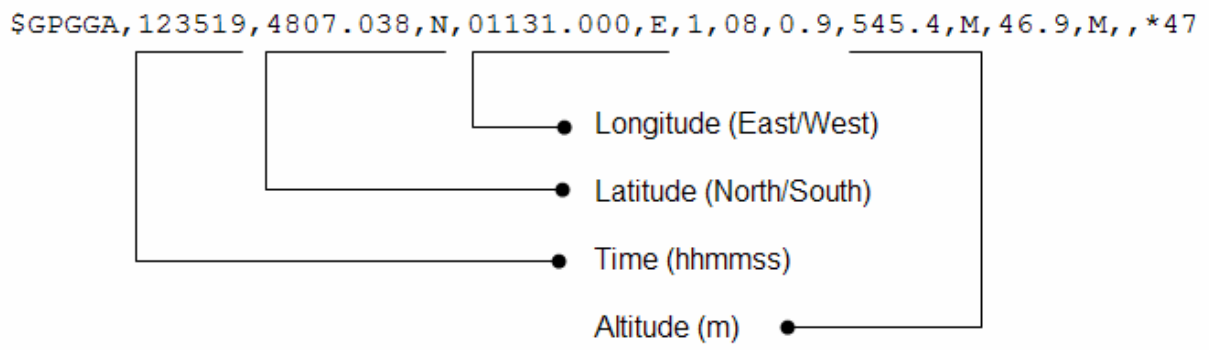 $GPGGA,123519,4807.038,N,01131.000,E,1,08,0.9,545.4,M,46.9,M,,*47
Longitude (East/West)
Latitude (North/South)
Time (hhmmss)
Altitude (m)